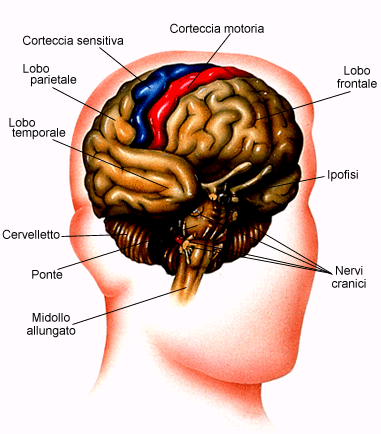 Corteccia motoria
Corteccia sensitiva
Lobo
parietale
Lobo
frontale
Lobo
temporale
Ipofisi
Cervelletto
Ponte
Nervi
cranici
Midollo
allungato